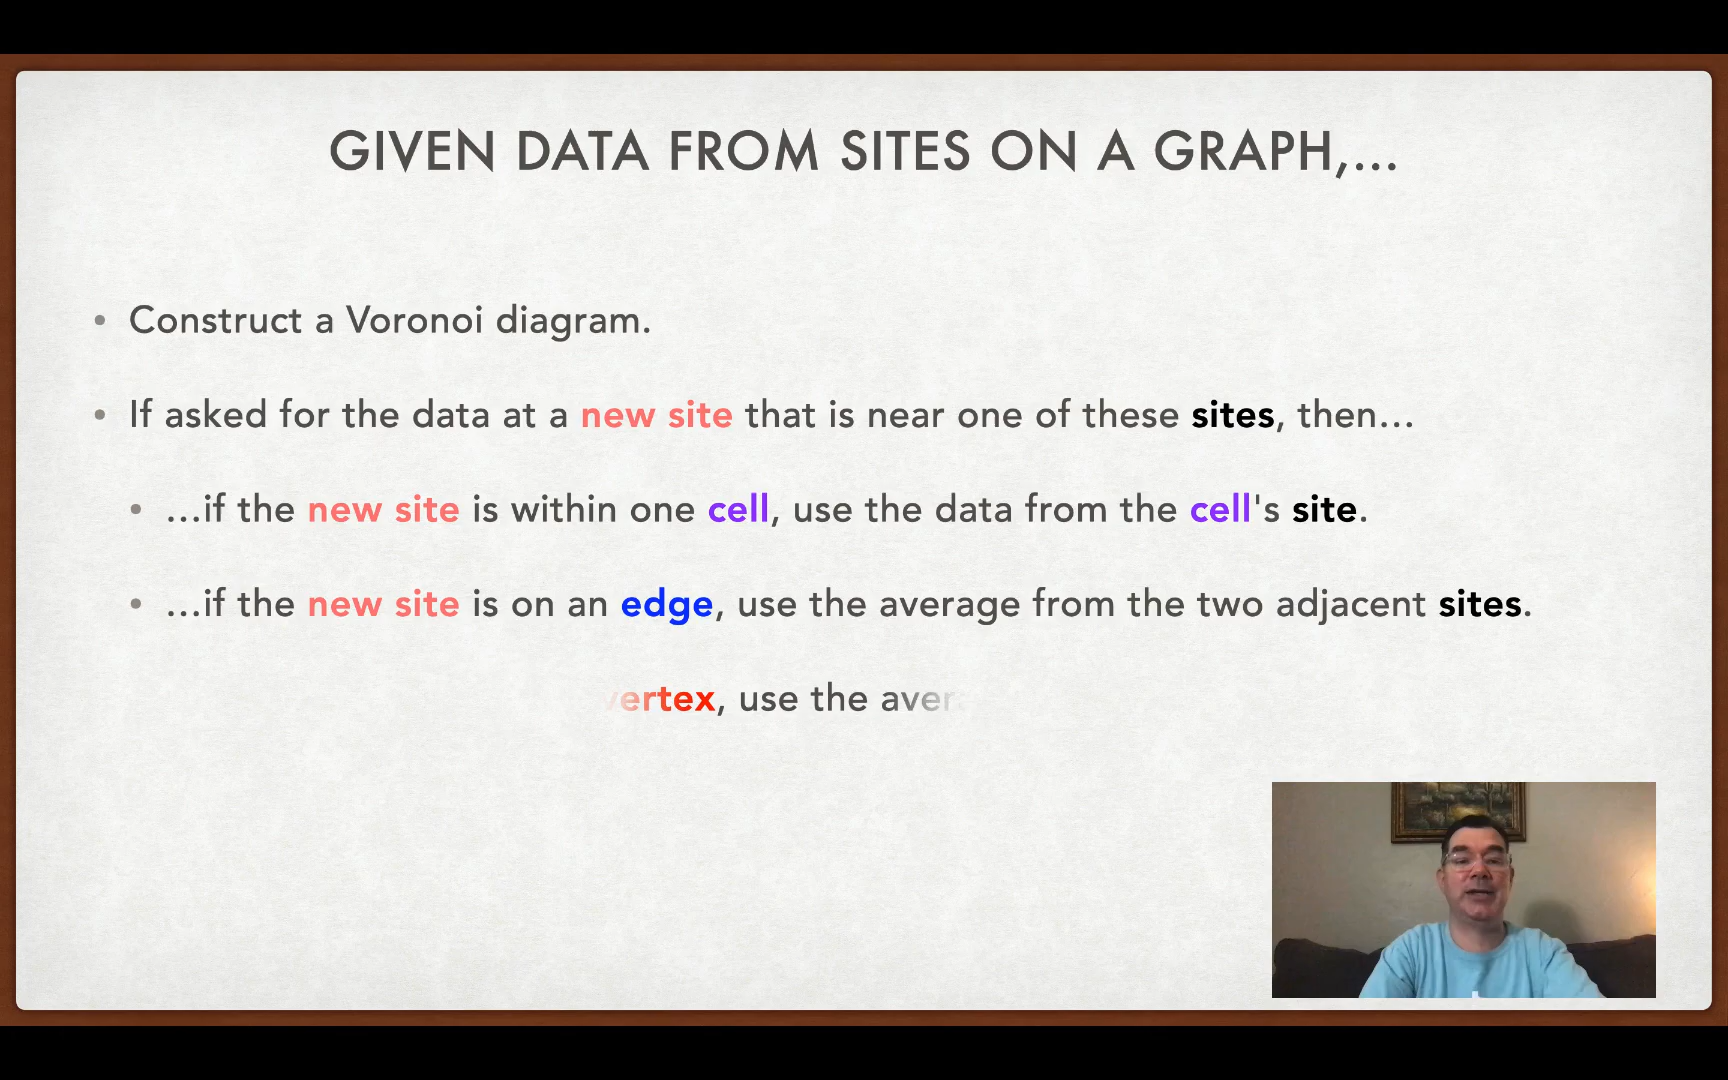 GIVEN DATA FROM SITES ON A GRAPH,...
• Construct a Voronoi diagram.
• If asked for the data at a new site that is near one of these sites, then...
• ...if the new site is within one cell, use the data from the cell's site.
• ...if the new site is on an edge, use the average from the two adjacent sites.
vertex, use the aver